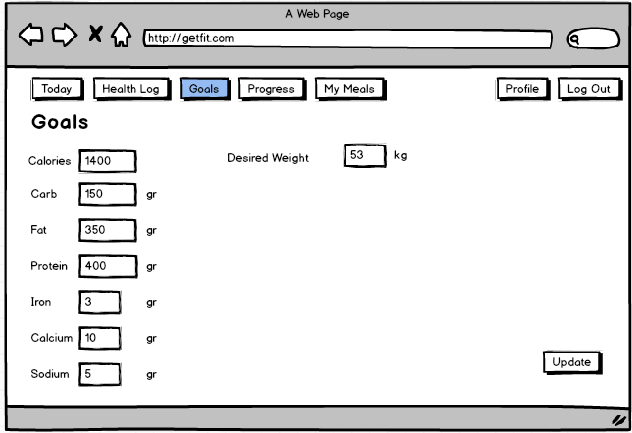 A Web Page
http://getfit.com
Today Health Log Goals Progress My Meals Profile Log Out
Goals
Calories 1400 Desired Weight 53 kg
Carb 150 gr
Fat 350 gr
Protein 400 gr
Iron 3 gr
Calcium 10 gr
Update
Sodium 5 gr